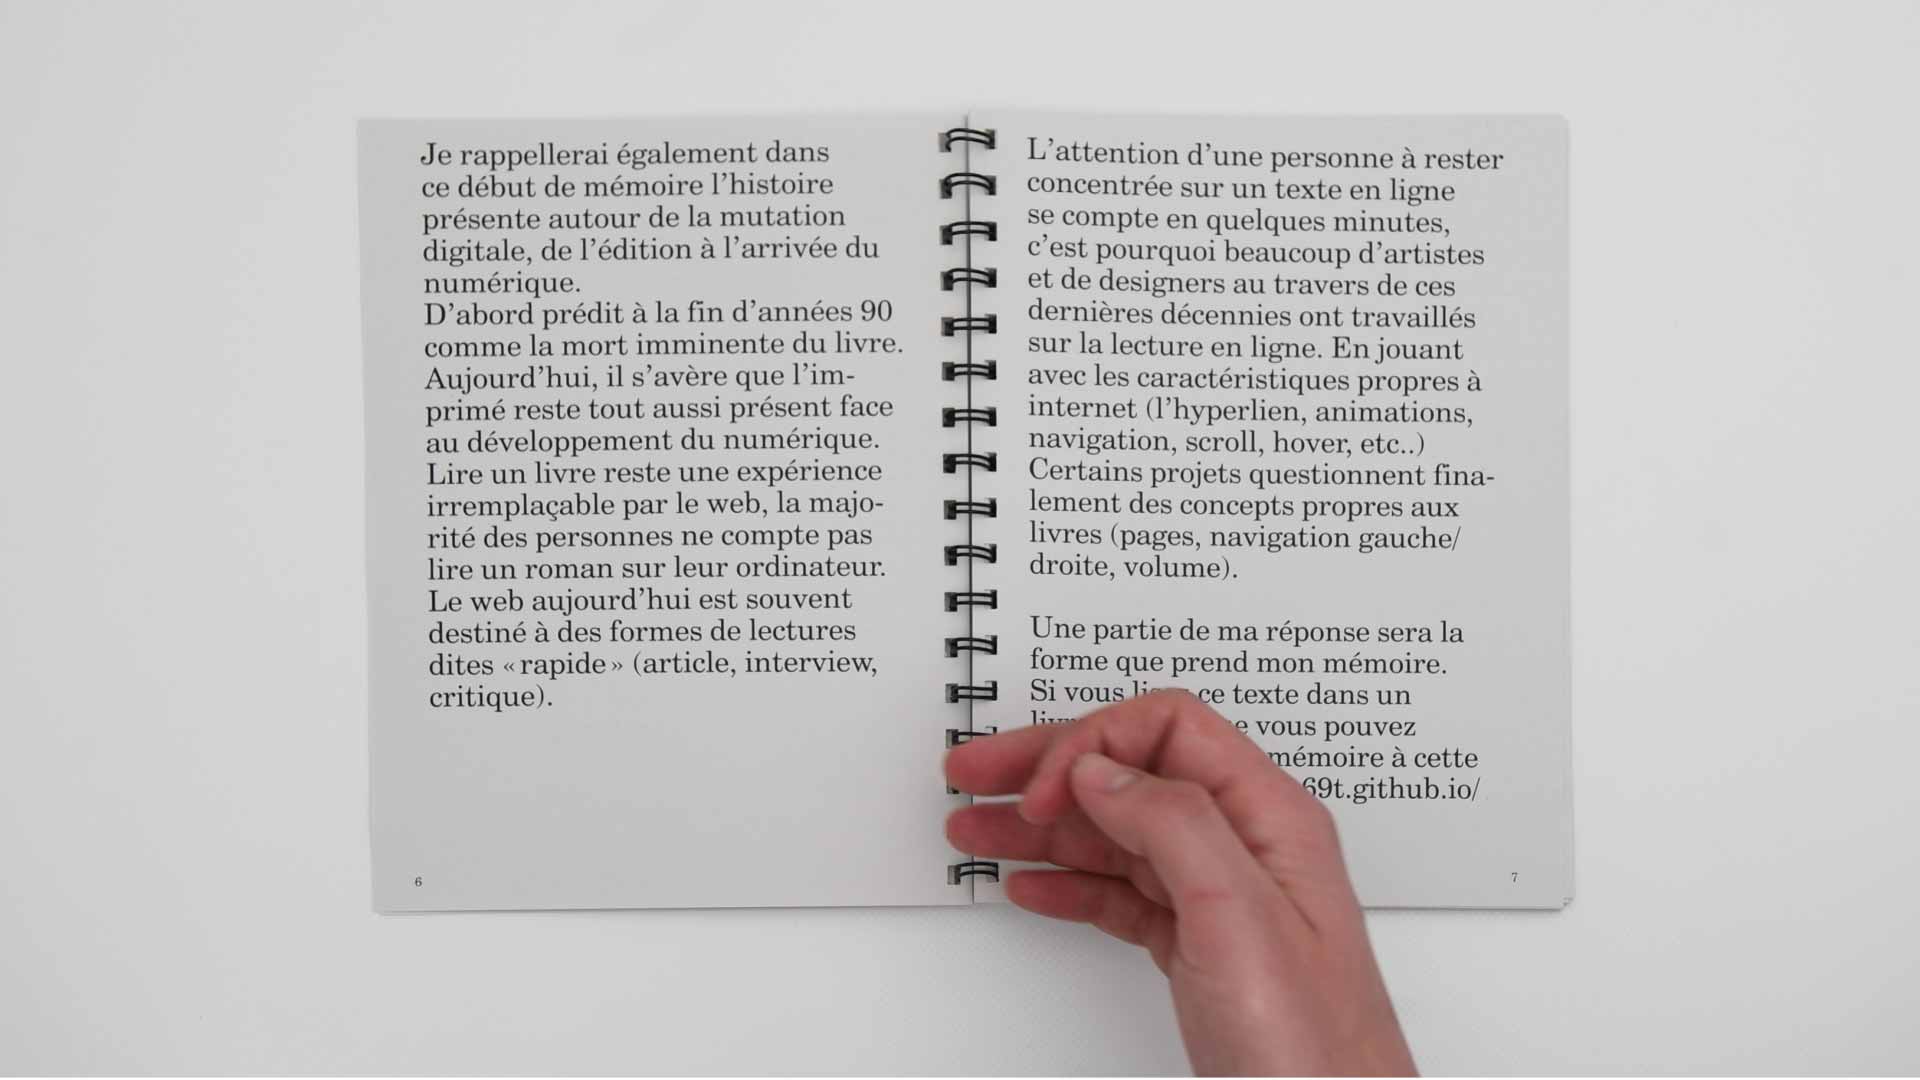 Je rappellerai également dans
ce début de mémoire l’histoire
présente autour de la mutation
digitale, de l’édition à l’arrivée du
numérique.
D’abord prédit à la fin d’années 90
comme la mort imminente du livre.
Aujourd’hui, il s’avère que l’im-
primé reste tout aussi présent face
au développement du numérique.
Lire un livre reste une expérience
irremplaçable par le web, la majo-
rité des personnes ne compte pas
lire un roman sur leur ordinateur.
Le web aujourd’hui est souvent
destiné à des formes de lectures
dites « rapide » (article, interview,
critique).
6
L’attention d’une personne à rester
concentrée sur un texte en ligne
se compte en quelques minutes,
c’est pourquoi beaucoup d’artistes
et de designers au travers de ces
dernières décennies ont travaillés
sur la lecture en ligne. En jouant
avec les caractéristiques propres à
internet (l’hyperlien, animations,
navigation, scroll, hover, etc..)
Certains projets questionnent fina-
lement des concepts propres aux
livres (pages, navigation gauche/
droite, volume).
Une partie de ma réponse sera la
forme que prend mon mémoire.
Si vous ce texte dans un
vous pouvez
mémoire à cette
69t.github.io/
7